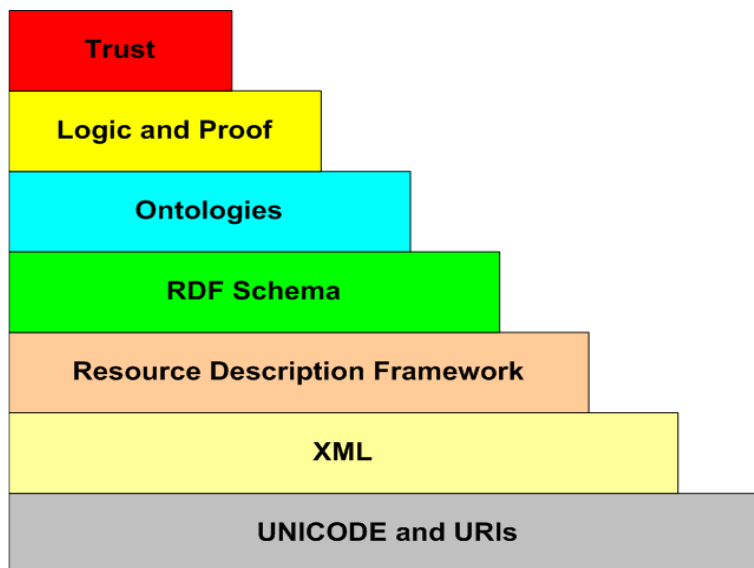 Trust
Logic and Proof
Ontologies
RDF Schema
Resource Description Framework
XML
UNICODE and URIs